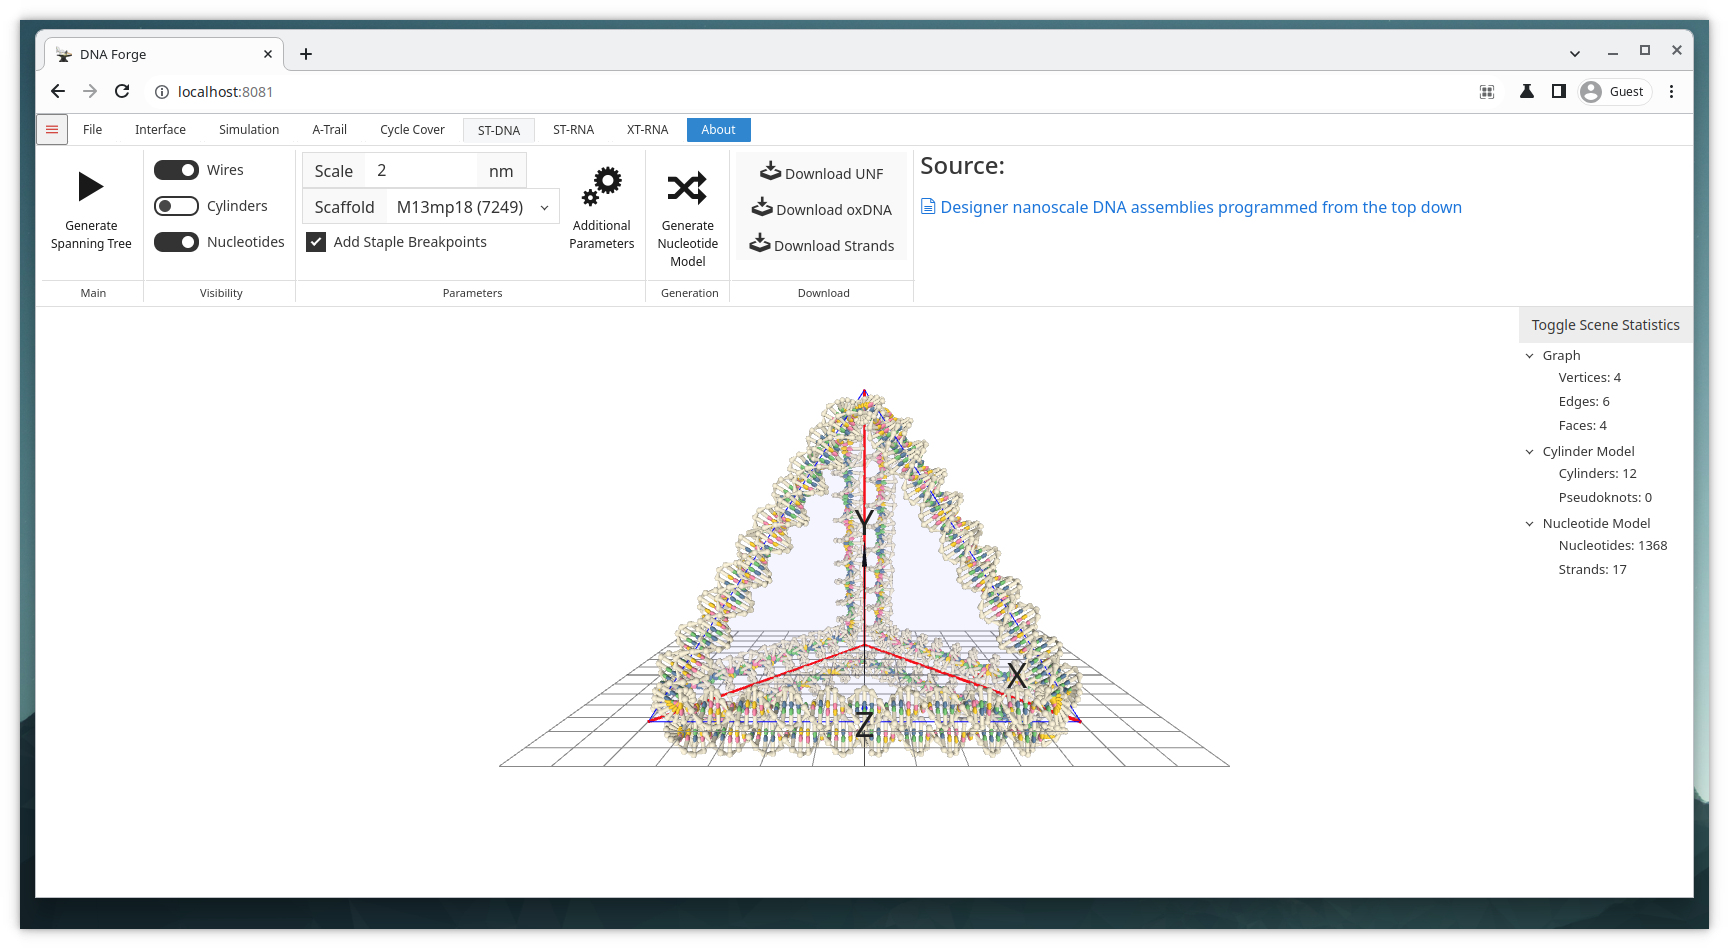 DNA Forge
localhost:8081
Guest
File Interface Simulation A-Trail Cycle Cover ST-DNA ST-RNA XT-RNA About
Generate
Spanning Tree
Main
Wires
Cylinders
Nucleotides
Visibility
Scale 2 nm
Scaffold M13mp18 (7249)
Add Staple Breakpoints
Additional
Parameters
Parameters
Generate
Nucleotide
Model
Generation
Download UNF
Download oxDNA
Download Strands
Download
Source:
Designer nanoscale DNA assemblies programmed from the top down
Toggle Scene Statistics
Graph
Vertices: 4
Edges: 6
Faces: 4
Cylinder Model
Cylinders: 12
Pseudoknots: 0
Nucleotide Model
Nucleotides: 1368
Strands: 17
Y
X
Z